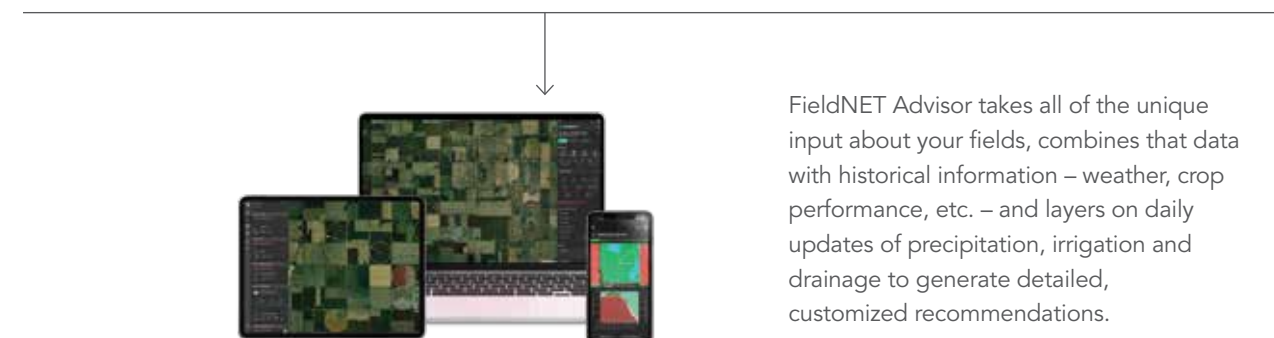 FieldNET Advisor takes all of the unique
input about your fields, combines that data
with historical information – weather, crop
performance, etc. – and layers on daily
updates of precipitation, irrigation and
drainage to generate detailed,
customized recommendations.